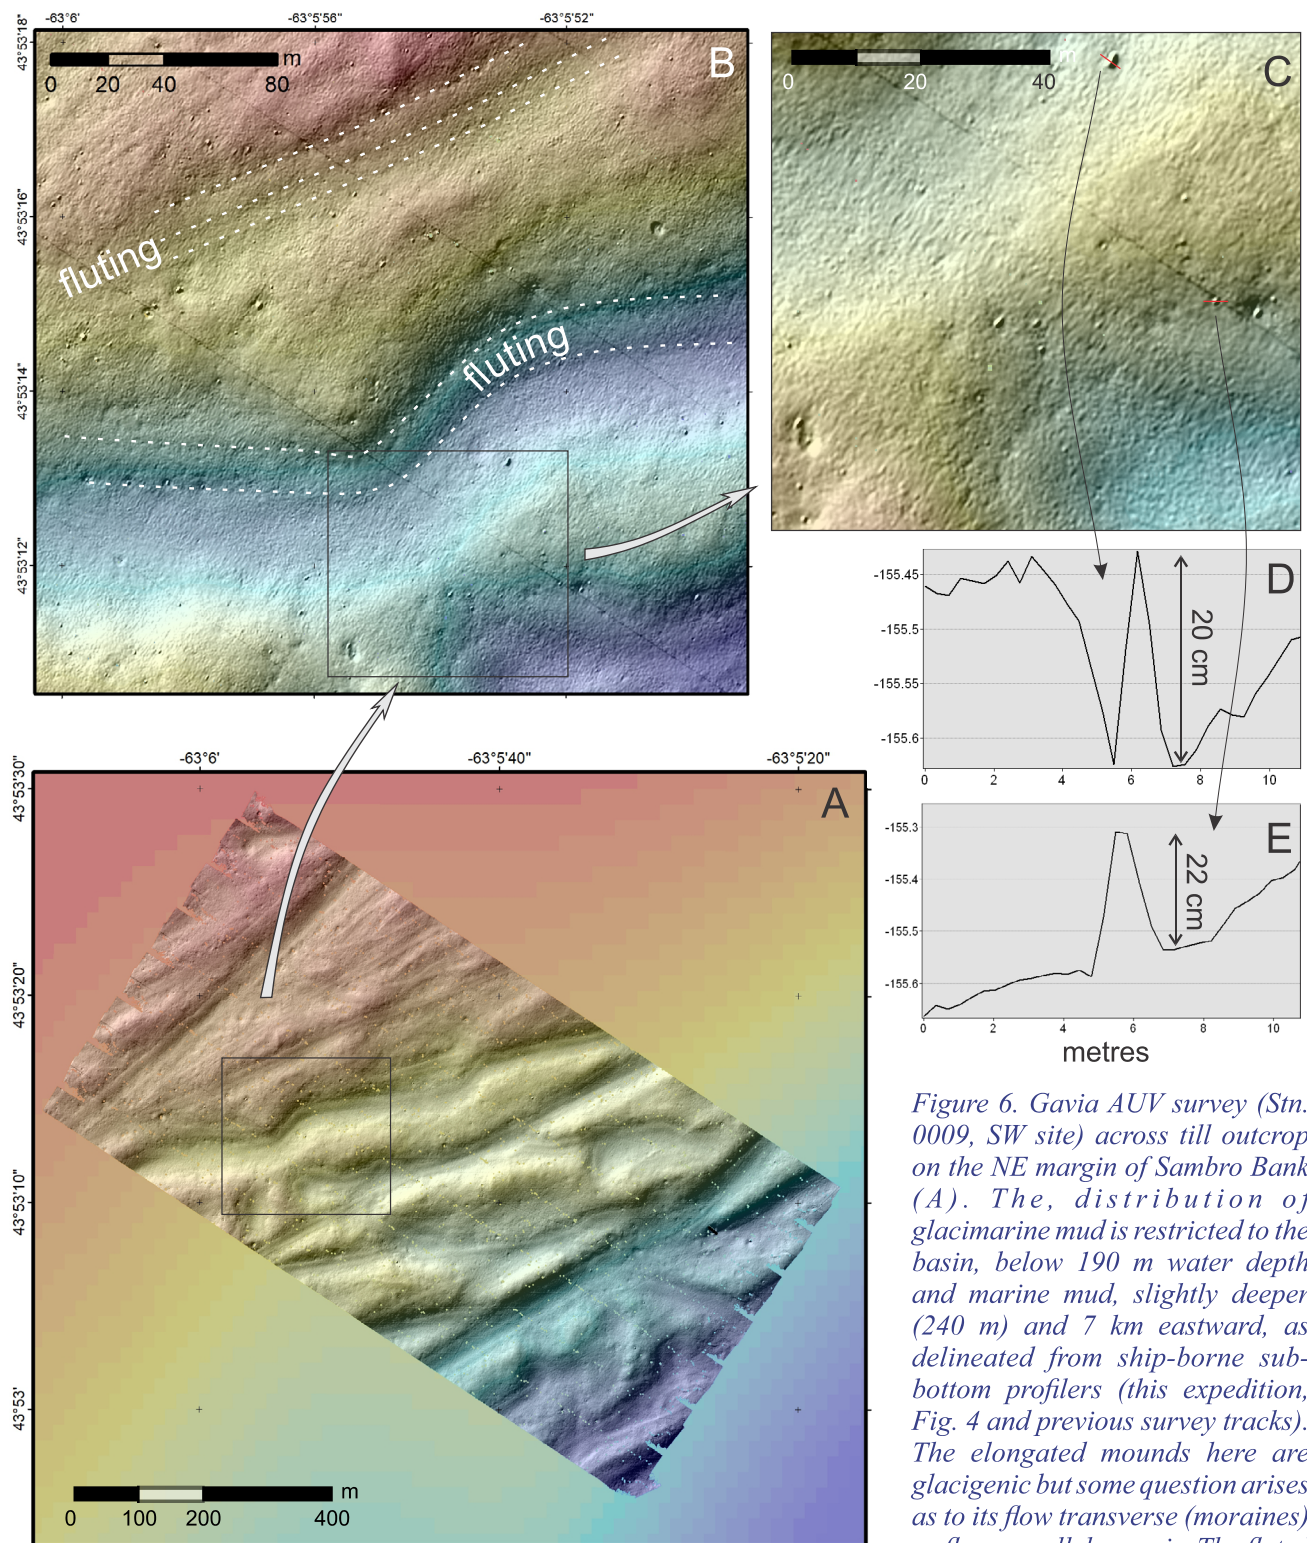 -63°6' -63°5'56" -63°5'52"
43°53'18"
43°53'16"
43°53'14"
43°53'12"
m
0 20 40 80
B
fluting
fluting
m
0 20 40
C
D
-155.45
-155.5
-155.55
-155.6
20 cm
0 2 4 6 8 10
E
-155.3
-155.4
-155.5
-155.6
22 cm
0 2 4 6 8 10
metres
-63°6' -63°5'40" -63°5'20"
43°53'30"
43°53'20"
43°53'10"
43°53'
A
m
0 100 200 400
Figure 6. Gavia AUV survey (Stn.
0009, SW site) across till outcrop
on the NE margin of Sambro Bank
(A). The, distribution of
glacimarine mud is restricted to the
basin, below 190 m water depth
and marine mud, slightly deeper
(240 m) and 7 km eastward, as
delineated from ship-borne sub-
bottom profilers (this expedition,
Fig. 4 and previous survey tracks).
The elongated mounds here are
glacigenic but some question arises
as to its flow transverse (moraines)